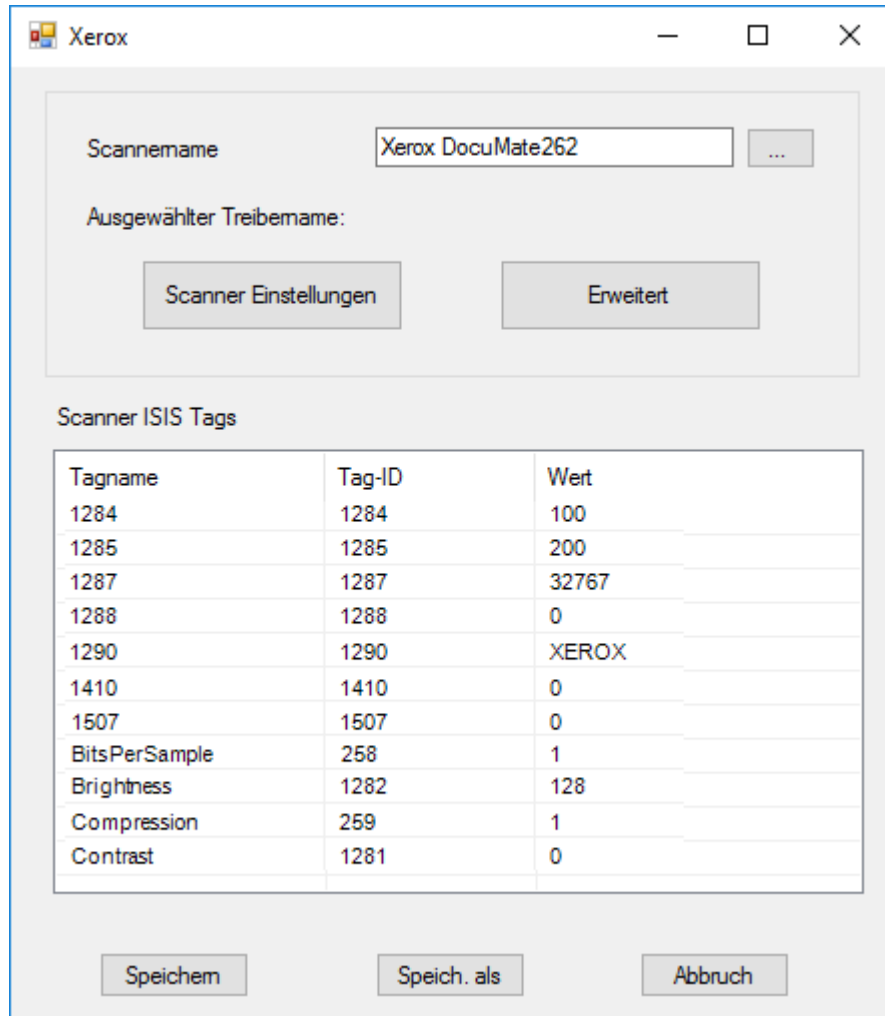 Xerox
Scannername Xerox DocuMate262 ...
Ausgewählter Treibername:
Scanner Einstellungen Erweitert
Scanner ISIS Tags
Tagname Tag-ID Wert
1284 1284 100
1285 1285 200
1287 1287 32767
1288 1288 0
1290 1290 XEROX
1410 1410 0
1507 1507 0
BitsPerSample 258 1
Brightness 1282 128
Compression 259 1
Contrast 1281 0
Speichern Speich. als Abbruch